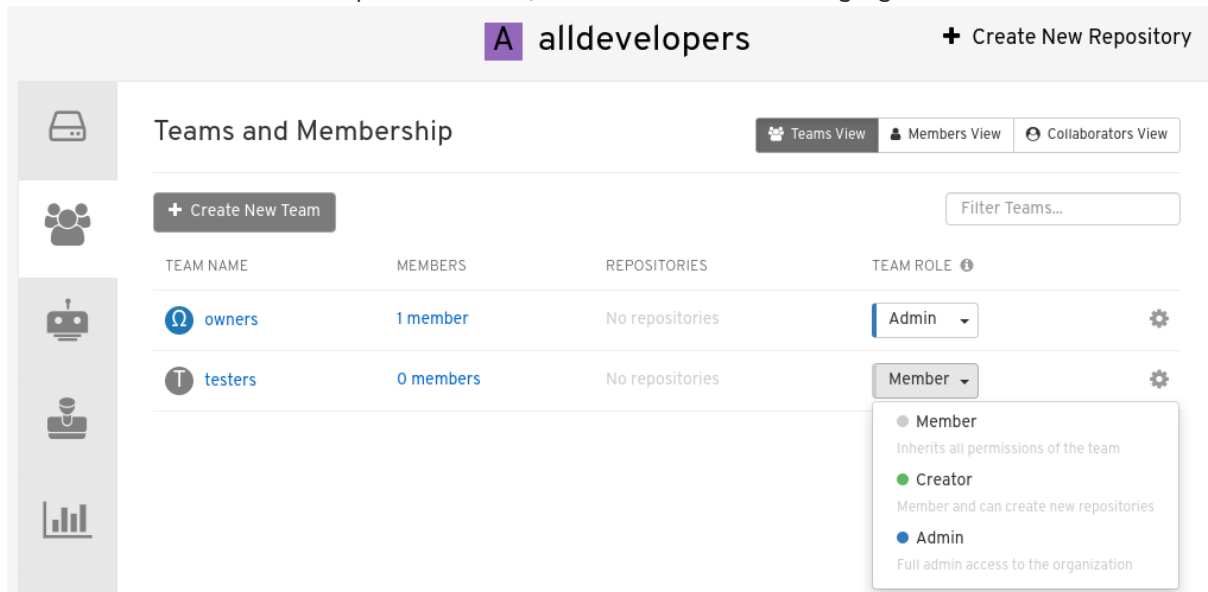 A alldevelopers
+ Create New Repository
Teams and Membership
Teams View
Members View
Collaborators View
+ Create New Team
Filter Teams...
TEAM NAME MEMBERS REPOSITORIES TEAM ROLE
Ω owners 1 member No repositories Admin
T testers 0 members No repositories Member
Member
Inherits all permissions of the team
Creator
Member and can create new repositories
Admin
Full admin access to the organization